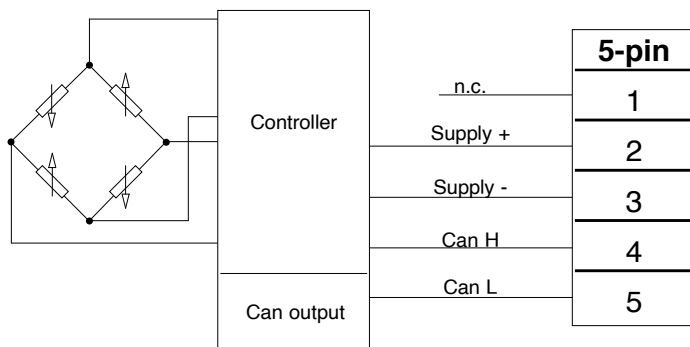 5-pin
n.c.
1
Controller
Supply +
2
Supply -
3
Can H
4
Can L
5
Can output